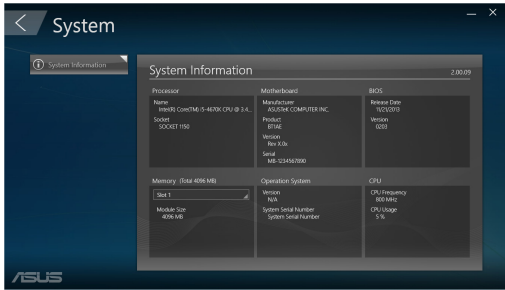 System
System Information
System Information
2.00.09
Processor
Name
Intel(R) Core(TM) i5-4670K CPU @ 3.4...
Socket
SOCKET 1150
Motherboard
Manufacturer
ASUSTeK COMPUTER INC.
Product
BT1AE
Version
Rev X.0x
Serial
MB-1234567890
BIOS
Release Date
11/21/2013
Version
0203
Memory (Total 4096 MB)
Slot 1
Module Size
4096 MB
Operation System
Version
N/A
System Serial Number
System Serial Number
CPU
CPU Frequency
800 MHz
CPU Usage
5 %
ASUS